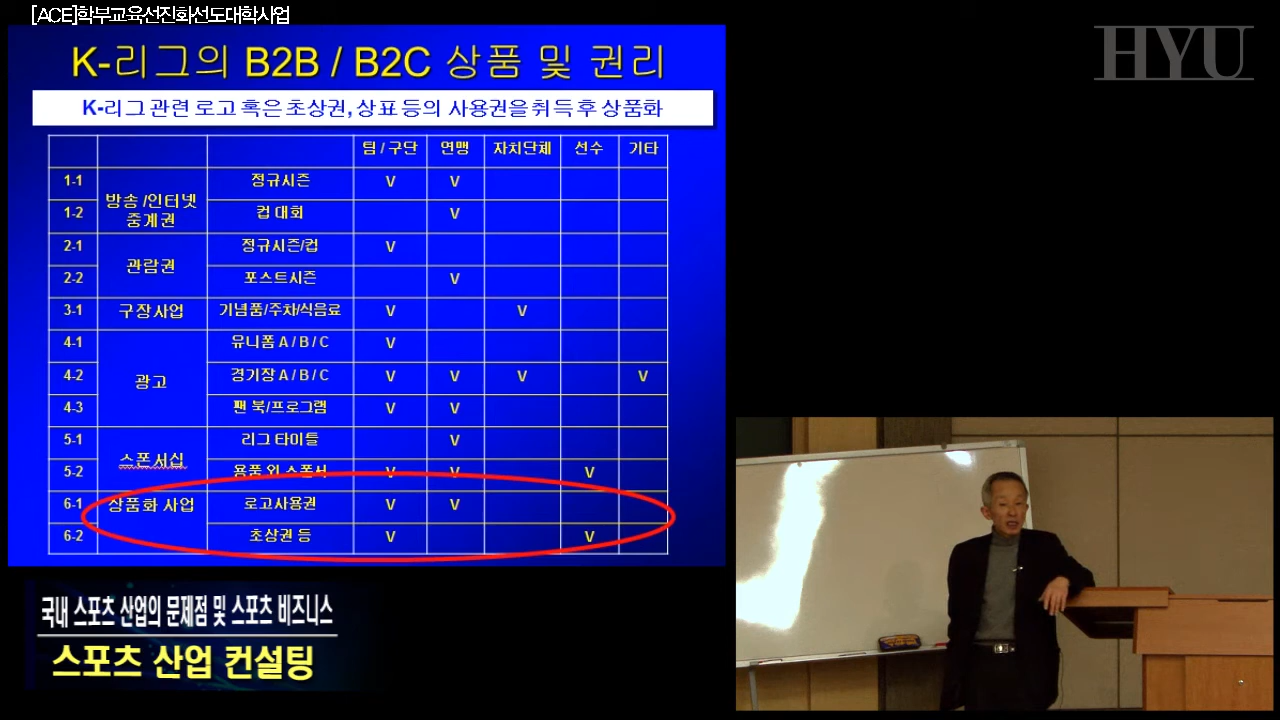 [ACE]학부교육선진화선도대학사업
HYU
K-리그의 B2B / B2C 상품 및 권리
K-리그 관련 로고 혹은 초상권, 상표 등의 사용권을 취득후 상품화
팀 / 구단 연맹 자치단체 선수 기타
1-1 방송 /인터넷 중계권 정규시즌 V V
1-2 컵 대회 V
2-1 관람권 정규시즌/컵 V
2-2 포스트시즌 V
3-1 구장사업 기념품/주차/식음료 V V
4-1 광고 유니폼 A / B / C V
4-2 경기장 A / B / C V V V V
4-3 팬 북/프로그램 V V
5-1 스폰서십 리그 타이틀 V
5-2 용품 외 스폰서 V V V
6-1 상품화 사업 로고사용권 V V
6-2 초상권 등 V V
국내 스포츠 산업의 문제점 및 스포츠 비즈니스
스포츠 산업 컨설팅